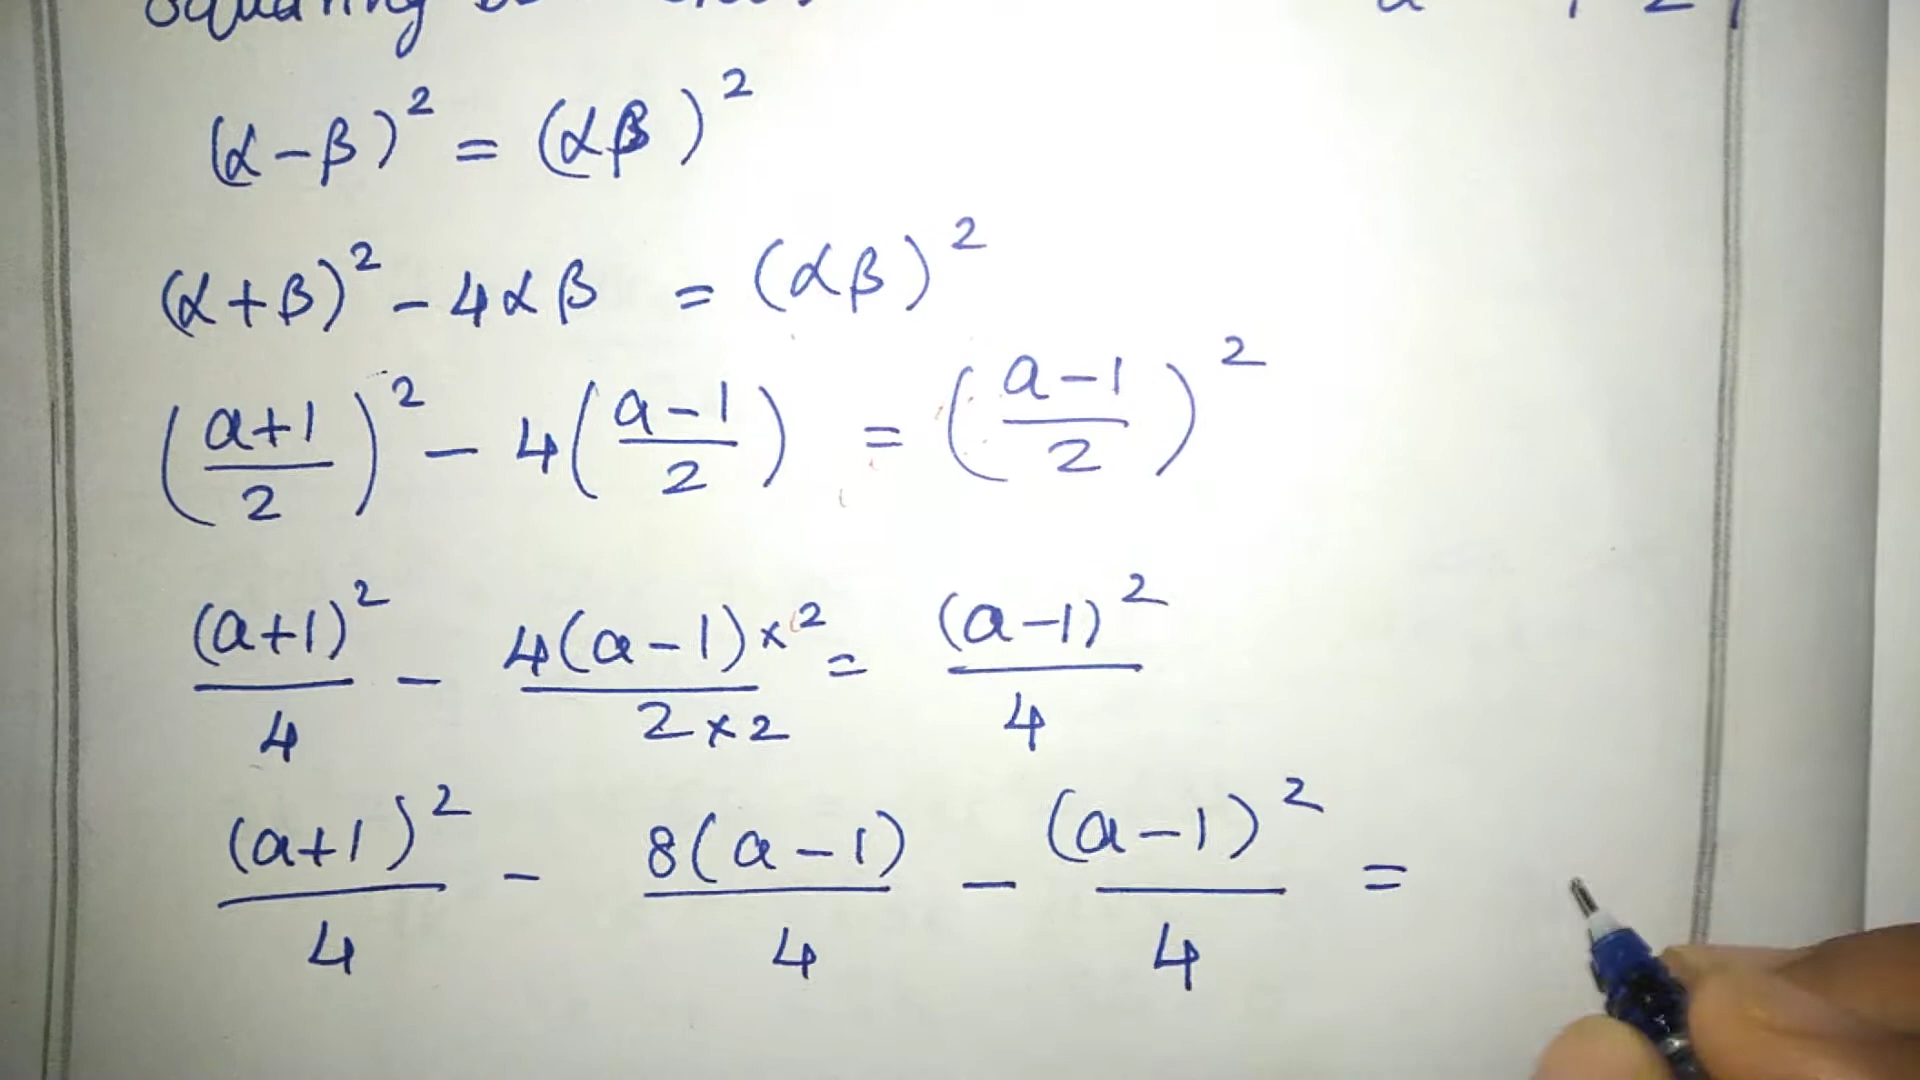 Squaring
(α-β)² = (αβ)²
(α+β)² - 4αβ = (αβ)²
((a+1)/2)² - 4((a-1)/2) = ((a-1)/2)²
(a+1)²/4 - 4(a-1)×2/2×2 = (a-1)²/4
(a+1)²/4 - 8(a-1)/4 - (a-1)²/4 =